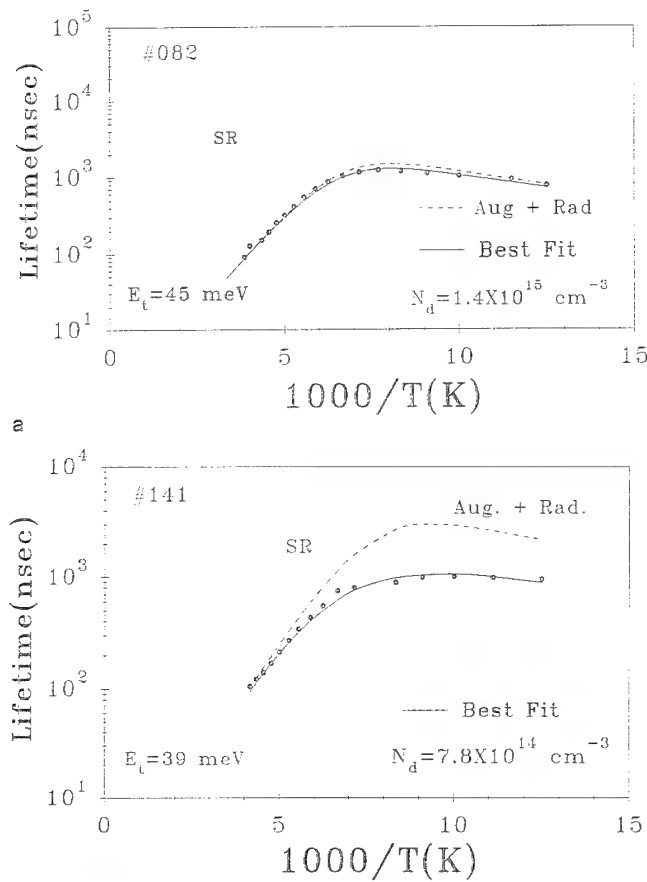 10^5
#082
10^4
SR
10^3
Aug + Rad
10^2
Best Fit
E_t=45 meV
N_d=1.4X10^15 cm^-3
10^1
0 5 10 15
Lifetime(nsec)
1000/T(K)
a
10^4
#141
Aug. + Rad.
SR
10^3
10^2
Best Fit
E_t=39 meV
N_d=7.8X10^14 cm^-3
10^1
0 5 10 15
Lifetime(nsec)
1000/T(K)